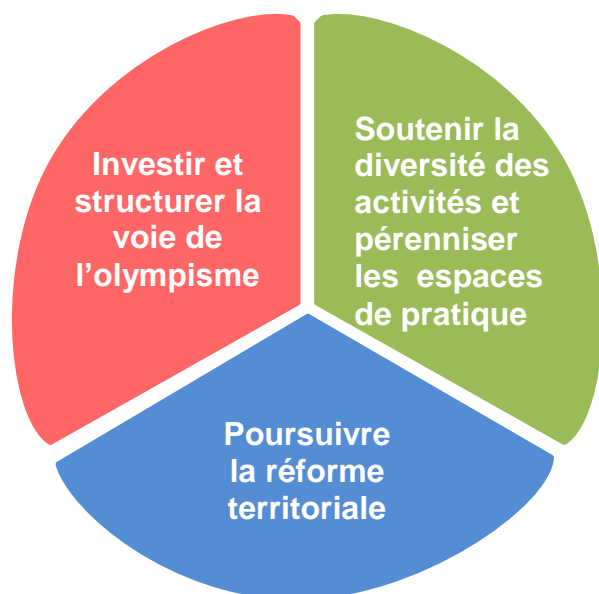 Investir et
structurer la
voie de
l’olympisme
Soutenir la
diversité des
activités et
pérenniser
les espaces
de pratique
Poursuivre
la réforme
territoriale